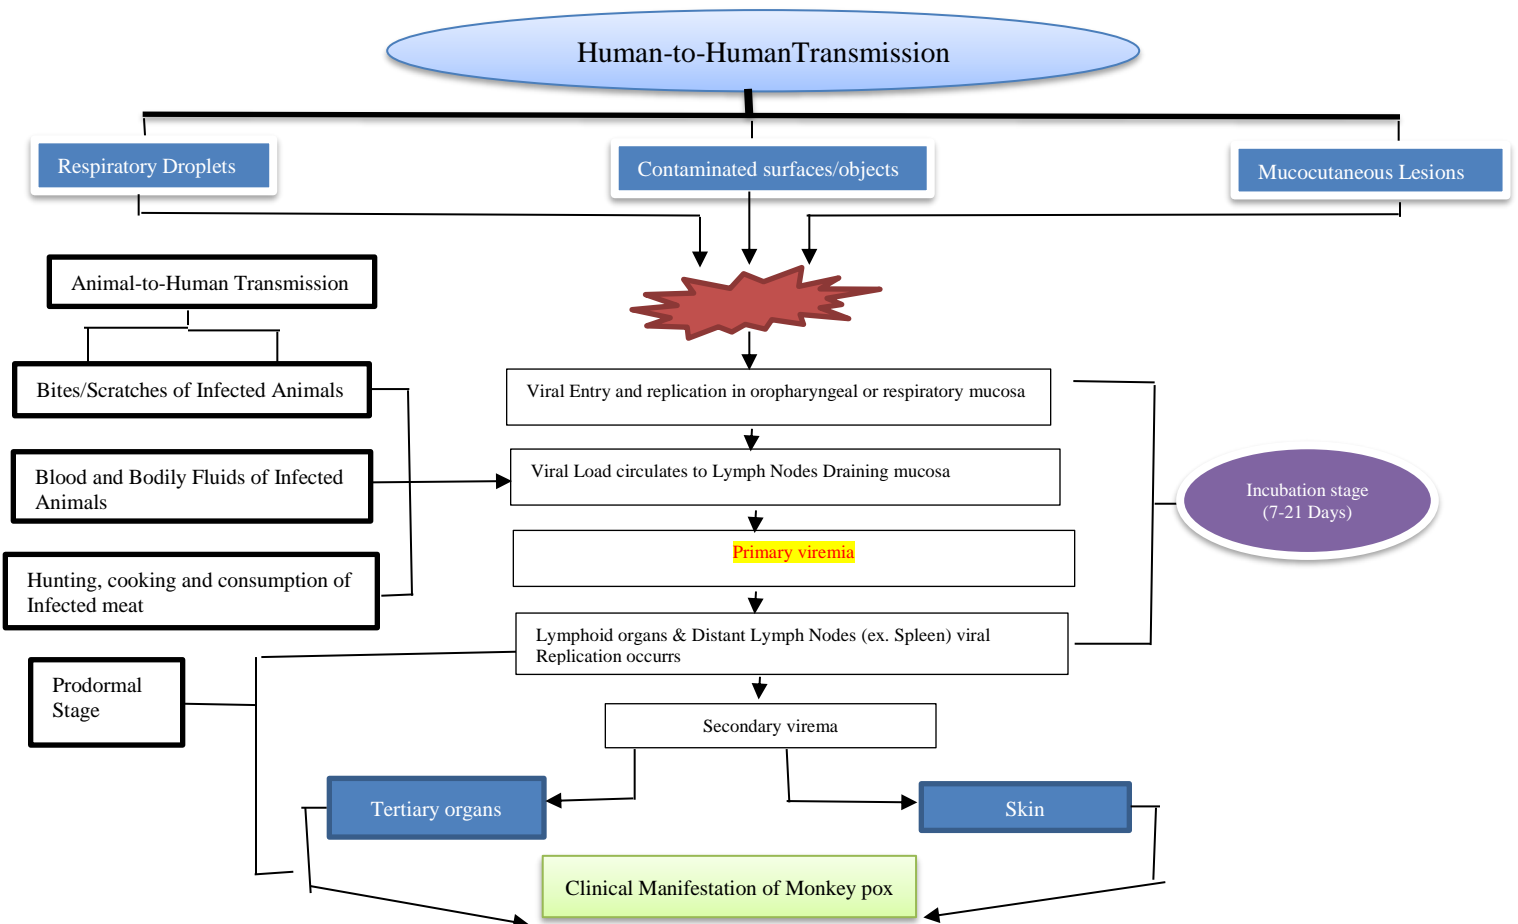 Human-to-HumanTransmission
Respiratory Droplets
Contaminated surfaces/objects
Mucocutaneous Lesions
Animal-to-Human Transmission
Bites/Scratches of Infected Animals
Viral Entry and replication in oropharyngeal or respiratory mucosa
Blood and Bodily Fluids of Infected
Animals
Viral Load circulates to Lymph Nodes Draining mucosa
Incubation stage
(7-21 Days)
Primary viremia
Hunting, cooking and consumption of
Infected meat
Lymphoid organs & Distant Lymph Nodes (ex. Spleen) viral
Replication occurrs
Prodormal
Stage
Secondary virema
Tertiary organs
Skin
Clinical Manifestation of Monkey pox